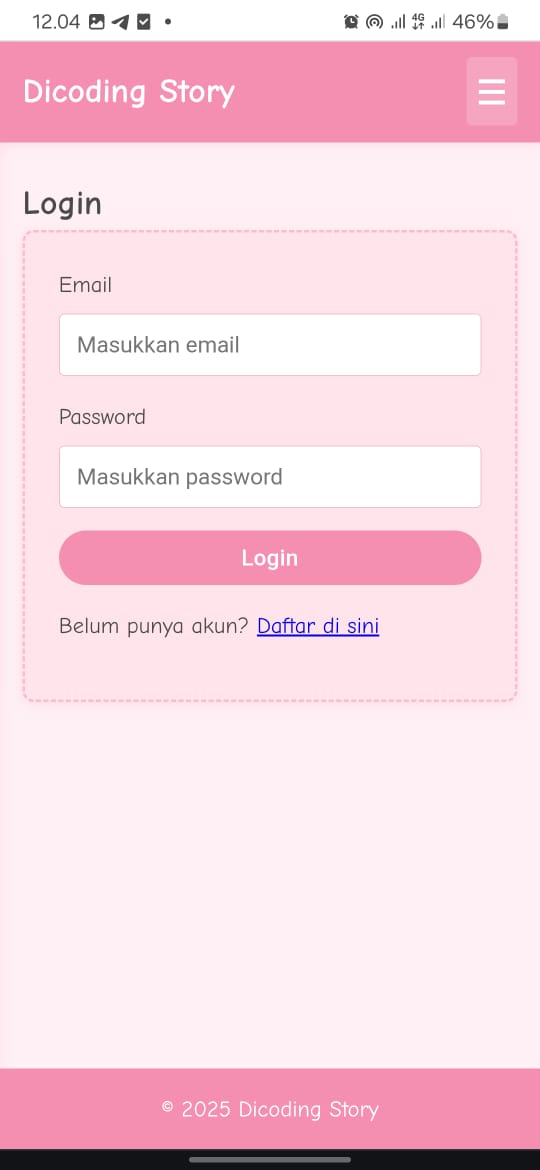 12.04 4G 46%
Dicoding Story
Login
Email
Masukkan email
Password
Masukkan password
Login
Belum punya akun? Daftar di sini
© 2025 Dicoding Story